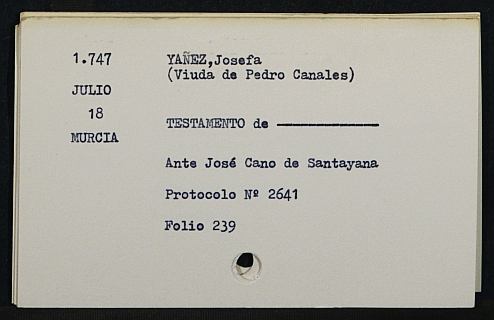 1.747
JULIO
18
MURCIA
YAÑEZ,Josefa
(Viuda de Pedro Canales)
TESTAMENTO de ―――――――
Ante José Cano de Santayana
Protocolo Nº 2641
Folio 239